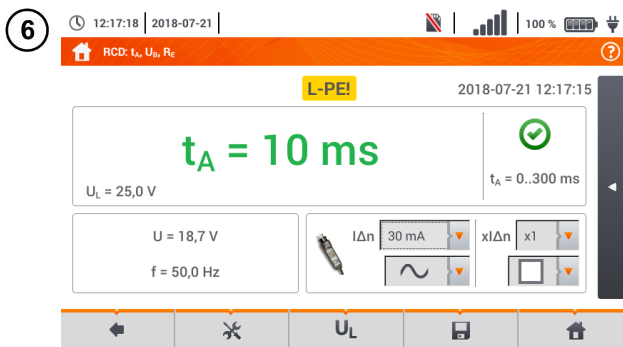 6
12:17:18 2018-07-21 100 %
RCD: tA, UB, RE
L-PE! 2018-07-21 12:17:15
tA = 10 ms
UL = 25,0 V
tA = 0..300 ms
U = 18,7 V
f = 50,0 Hz
IΔn 30 mA xIΔn x1
UL